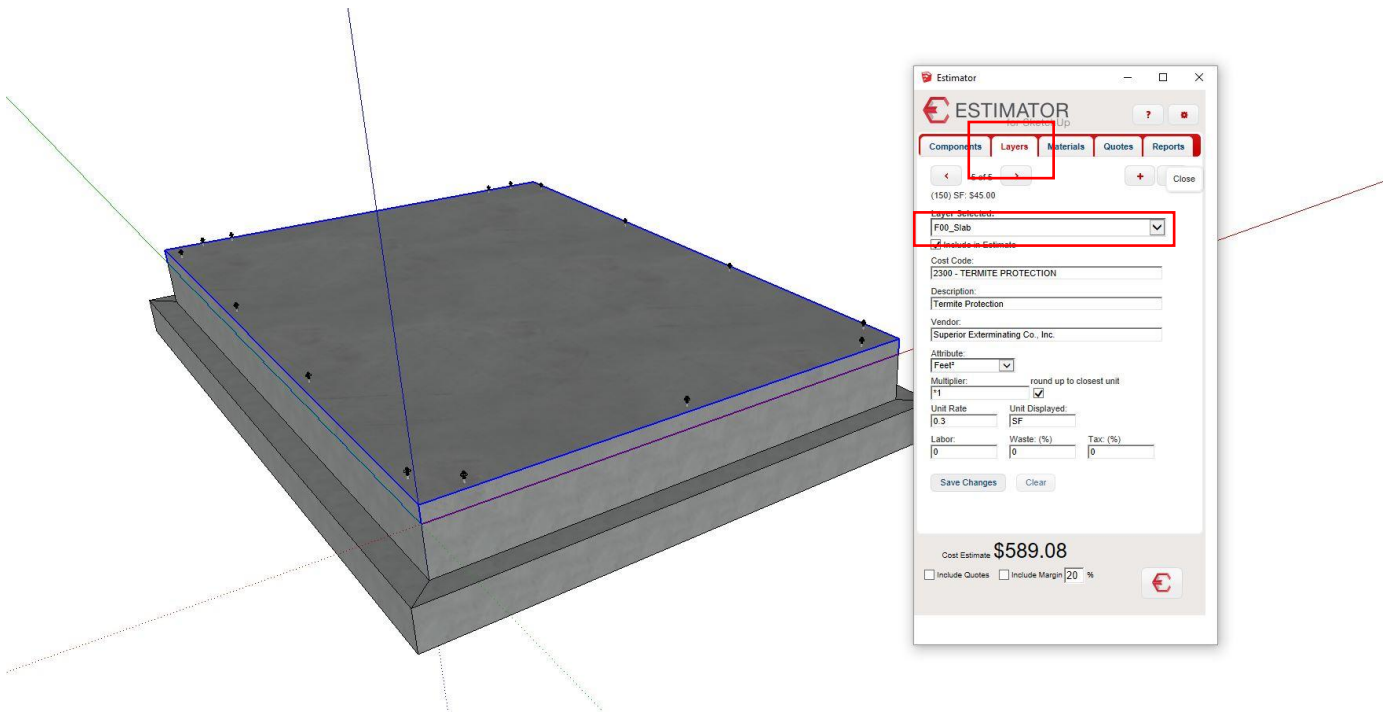 Estimator
ESTIMATOR
for SketchUp
Components Layers Materials Quotes Reports
5 of 5
Close
(150) SF: $45.00
Layer Selected:
F00_Slab
Include in Estimate
Cost Code:
2300 - TERMITE PROTECTION
Description:
Termite Protection
Vendor:
Superior Exterminating Co., Inc.
Attribute:
Feet²
Multiplier: round up to closest unit
*1
Unit Rate Unit Displayed:
0.3 SF
Labor: Waste: (%) Tax: (%)
0 0 0
Save Changes Clear
Cost Estimate $589.08
Include Quotes Include Margin 20 %